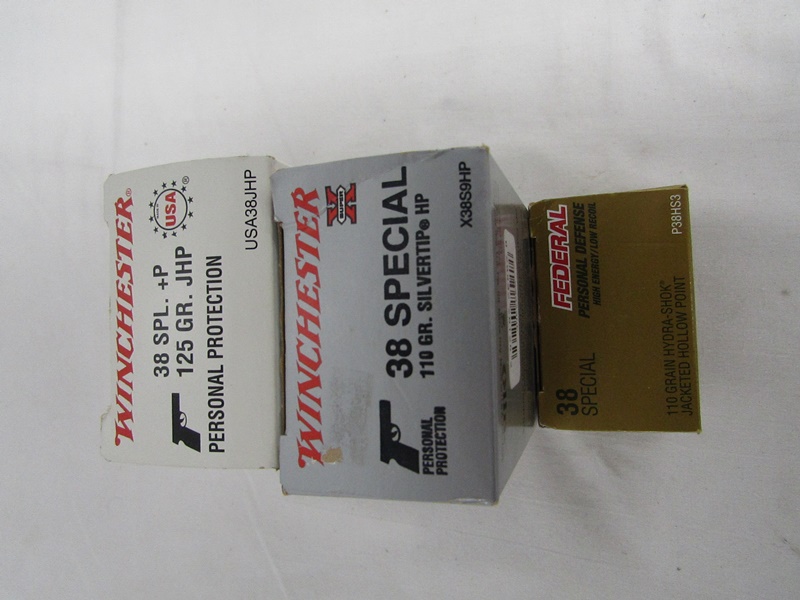 WINCHESTER®
USA®
38 SPL. +P
125 GR. JHP
PERSONAL PROTECTION
USA38JHP
WINCHESTER
SUPER X
38 SPECIAL
110 GR. SILVERTIP® HP
PERSONAL
PROTECTION
X38S9HP
FEDERAL
PERSONAL DEFENSE
HIGH ENERGY/LOW RECOIL
38
SPECIAL
110 GRAIN HYDRA-SHOK®
JACKETED HOLLOW POINT
P38HS3